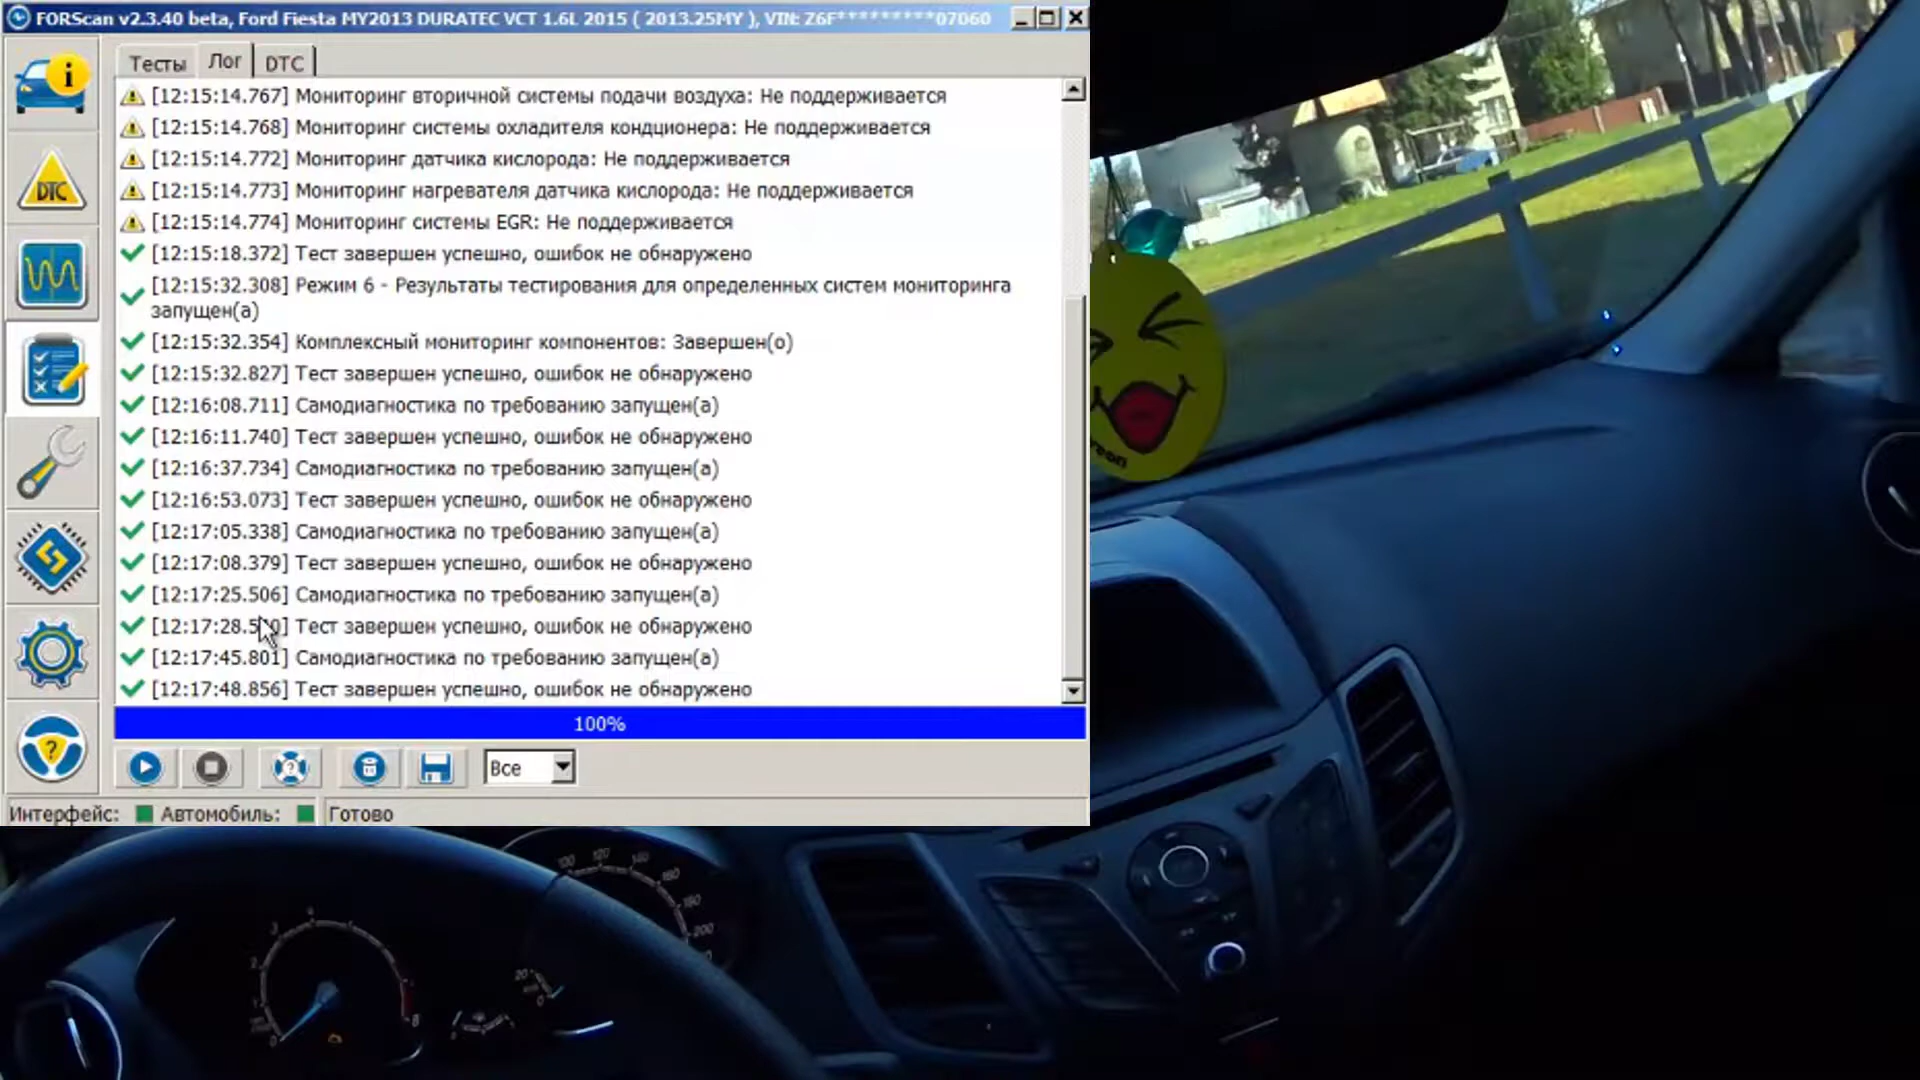 FORScan v2.3.40 beta, Ford Fiesta MY2013 DURATEC VCT 1.6L 2015 ( 2013.25MY ), VIN: Z6F*********07060
Тесты Лог DTC
[12:15:14.767] Мониторинг вторичной системы подачи воздуха: Не поддерживается
[12:15:14.768] Мониторинг системы охладителя кондционера: Не поддерживается
[12:15:14.772] Мониторинг датчика кислорода: Не поддерживается
[12:15:14.773] Мониторинг нагревателя датчика кислорода: Не поддерживается
[12:15:14.774] Мониторинг системы EGR: Не поддерживается
[12:15:18.372] Тест завершен успешно, ошибок не обнаружено
[12:15:32.308] Режим 6 - Результаты тестирования для определенных систем мониторинга
запущен(а)
[12:15:32.354] Комплексный мониторинг компонентов: Завершен(о)
[12:15:32.827] Тест завершен успешно, ошибок не обнаружено
[12:16:08.711] Самодиагностика по требованию запущен(а)
[12:16:11.740] Тест завершен успешно, ошибок не обнаружено
[12:16:37.734] Самодиагностика по требованию запущен(а)
[12:16:53.073] Тест завершен успешно, ошибок не обнаружено
[12:17:05.338] Самодиагностика по требованию запущен(а)
[12:17:08.379] Тест завершен успешно, ошибок не обнаружено
[12:17:25.506] Самодиагностика по требованию запущен(а)
Тест завершен успешно, ошибок не обнаружено
[12:17:45.801] Самодиагностика по требованию запущен(а)
[12:17:48.856] Тест завершен успешно, ошибок не обнаружено
100%
Все
Интерфейс: Автомобиль: Готово
DTC
100 120 140 160 180 200